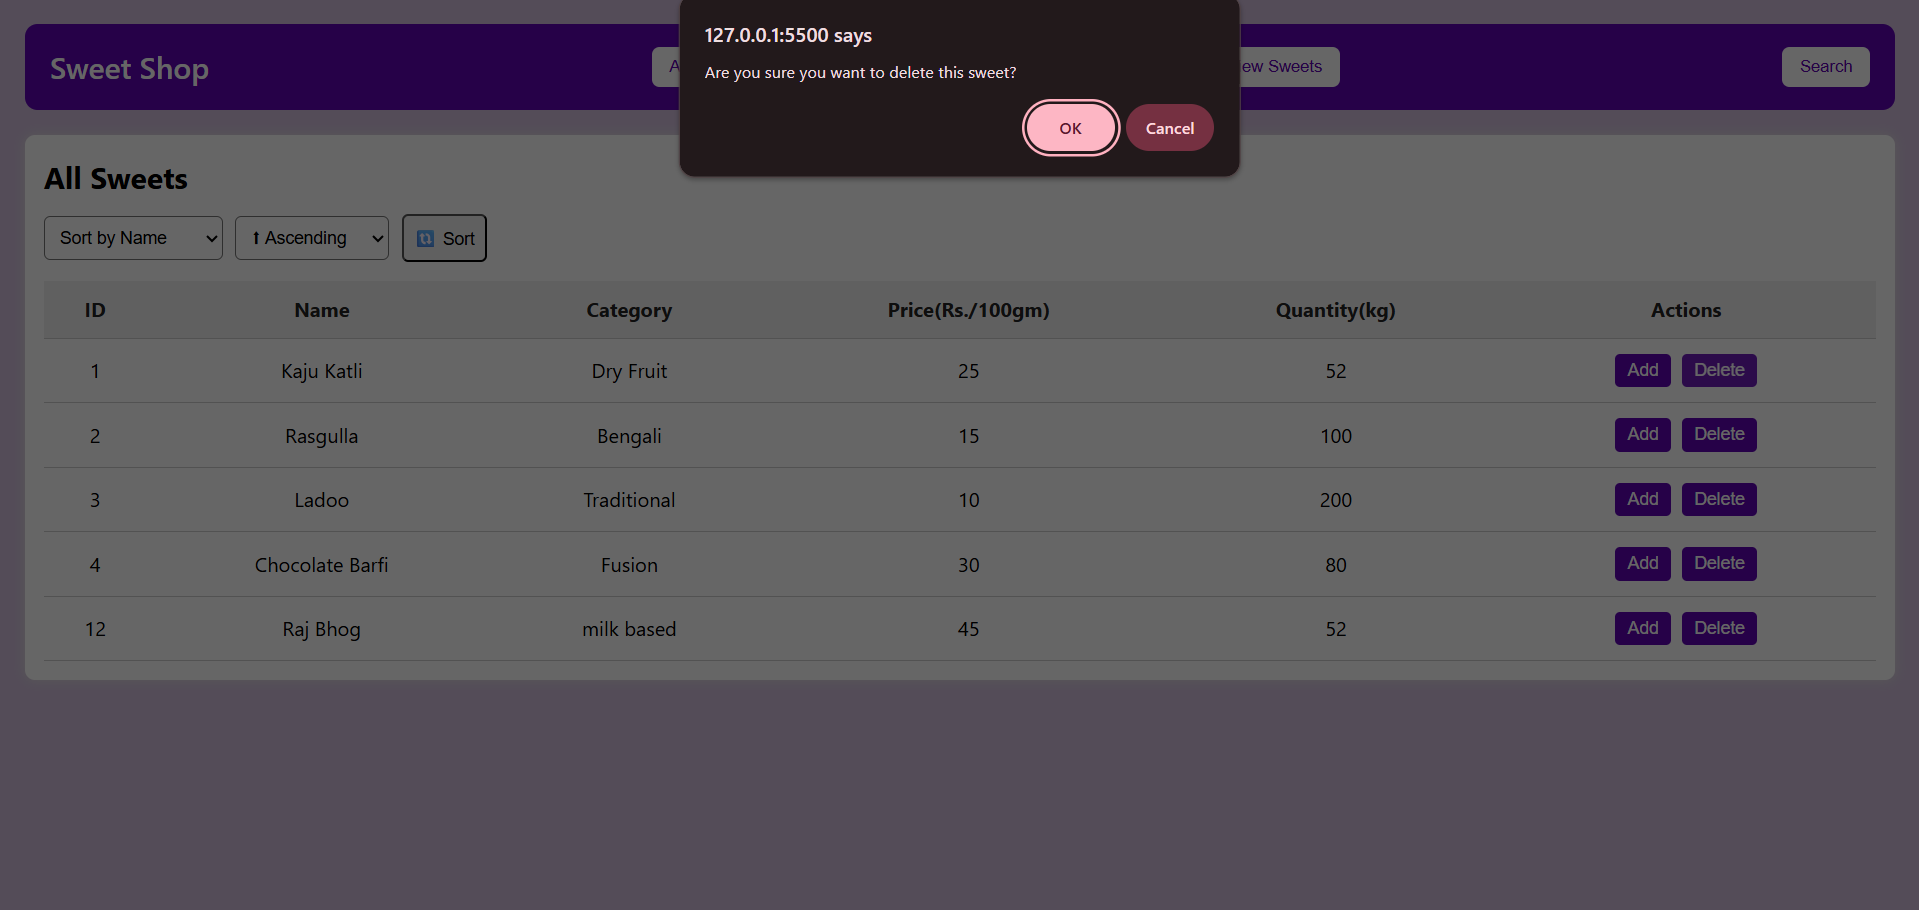 127.0.0.1:5500 says
Are you sure you want to delete this sweet?
OK Cancel
Sweet Shop Sweets Search
All Sweets
Sort by Name ⬆ Ascending 🔃 Sort
ID Name Category Price(Rs./100gm) Quantity(kg) Actions
1 Kaju Katli Dry Fruit 25 52 Add Delete
2 Rasgulla Bengali 15 100 Add Delete
3 Ladoo Traditional 10 200 Add Delete
4 Chocolate Barfi Fusion 30 80 Add Delete
12 Raj Bhog milk based 45 52 Add Delete